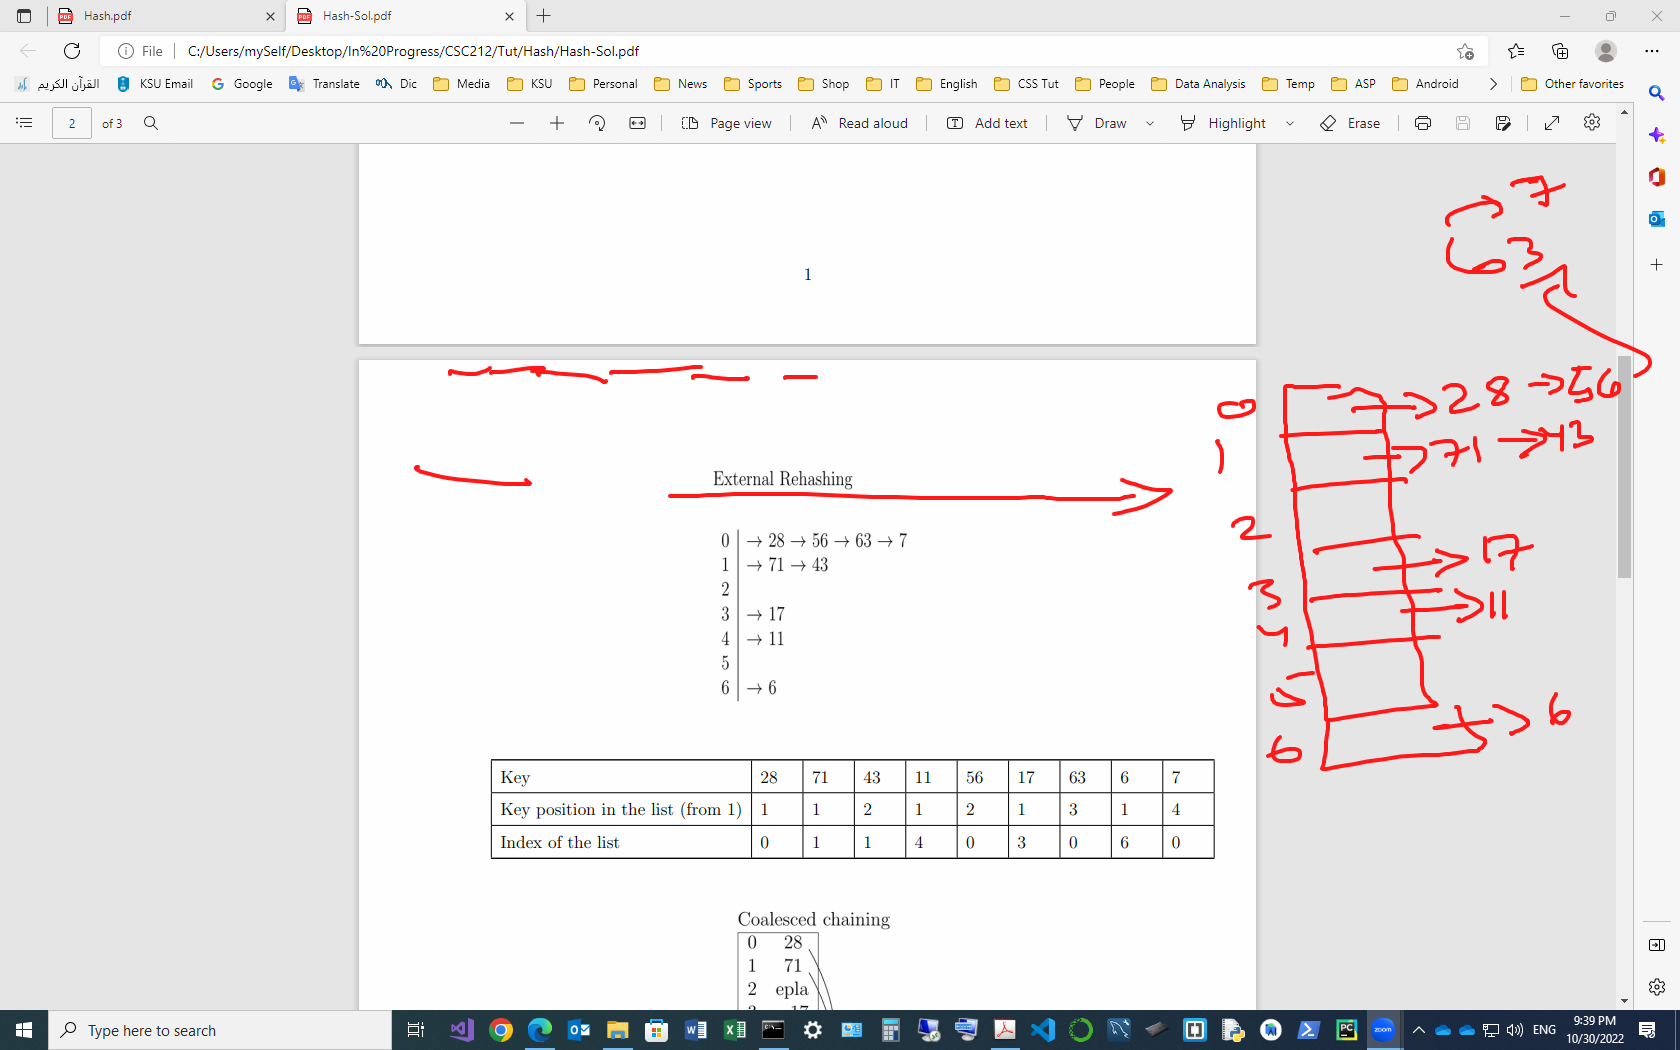 Hash.pdf
Hash-Sol.pdf
File
C:/Users/mySelf/Desktop/In%20Progress/CSC212/Tut/Hash/Hash-Sol.pdf
القرآن الكريم KSU Email Google Translate Dic Media KSU Personal News Sports Shop IT English CSS Tut People Data Analysis Temp ASP Android Other favorites
2 of 3 Page view Read aloud Add text Draw Highlight Erase
1
7
63
External Rehashing
0 → 28 → 56 → 63 → 7
1 → 71 → 43
2
3 → 17
4 → 11
5
6 → 6
0 → 28 → 56
1 → 71 → 43
2
3 → 17
4 → 11
5
6 → 6
Key 28 71 43 11 56 17 63 6 7
Key position in the list (from 1) 1 1 2 1 2 1 3 1 4
Index of the list 0 1 1 4 0 3 0 6 0
Coalesced chaining
0 28
1 71
2 epla
Type here to search
ENG
9:39 PM
10/30/2022